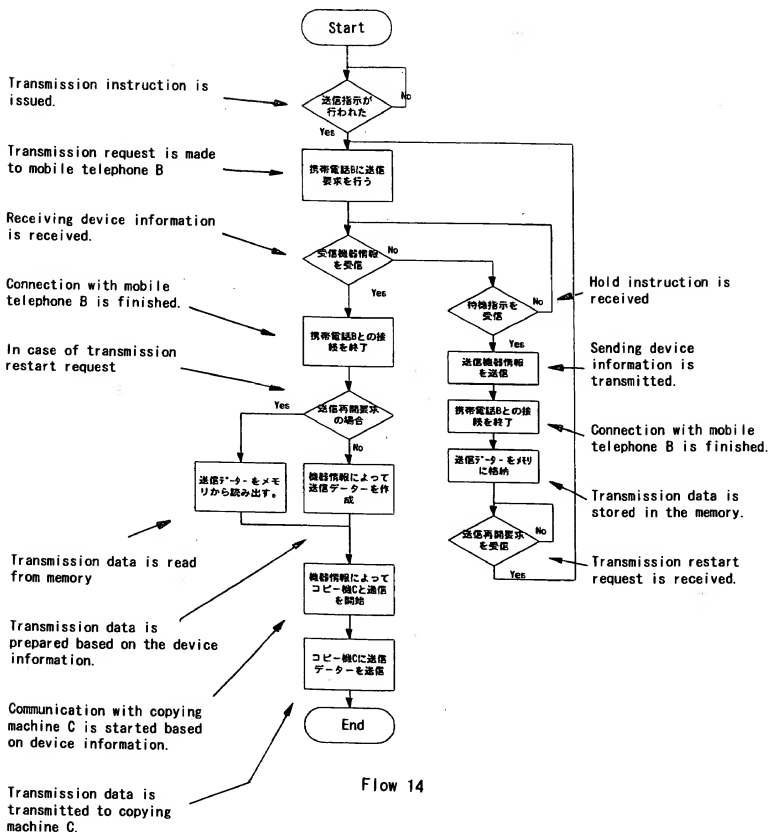 Start
Transmission instruction is
issued.
送信指示が
行われた
No
Yes
Transmission request is made
to mobile telephone B
携帯電話Bに送信
要求を行う
Receiving device information
is received.
受信機器情報
を受信
No
Yes
Hold instruction is
received
待機指示を
受信
No
Yes
Connection with mobile
telephone B is finished.
携帯電話Bとの接
続を終了
Sending device
information is
transmitted.
送信機器情報
を送信
In case of transmission
restart request
送信再開要求
の場合
Yes
No
携帯電話Bとの接
続を終了
Connection with mobile
telephone B is finished.
送信データーをメモリ
に格納
Transmission data is
stored in the memory.
送信データーをメモ
リから読み出す。
機器情報によって
送信データーを作
成
送信再開要求
を受信
No
Yes
Transmission restart
request is received.
Transmission data is read
from memory
機器情報によって
コピー機Cと通信
を開始
Transmission data is
prepared based on the device
information.
コピー機Cに送信
データーを送信
Communication with copying
machine C is started based
on device information.
End
Transmission data is
transmitted to copying
machine C.
Flow 14